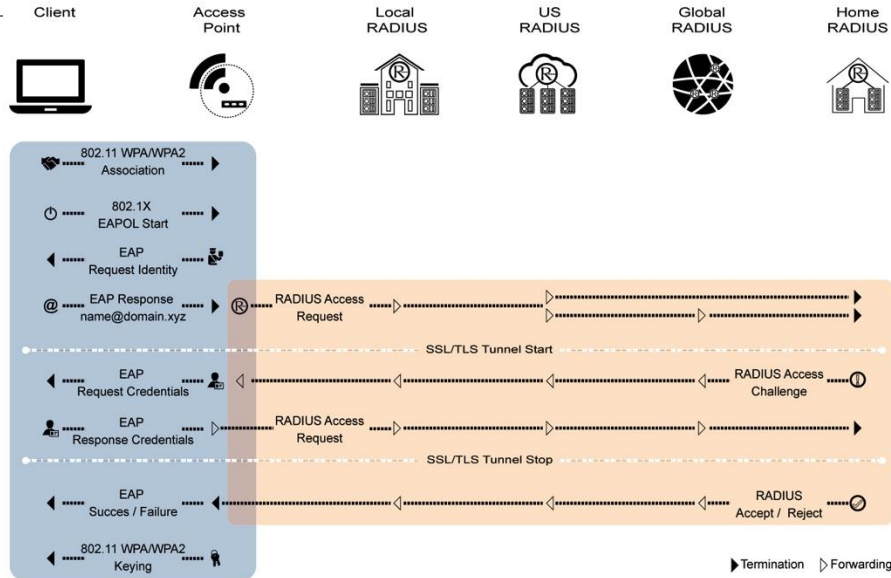 Client
Access
Point
Local
RADIUS
US
RADIUS
Global
RADIUS
Home
RADIUS
802.11 WPA/WPA2
Association
802.1X
EAPOL Start
EAP
Request Identity
EAP Response
name@domain.xyz
RADIUS Access
Request
SSL/TLS Tunnel Start
EAP
Request Credentials
RADIUS Access
Challenge
EAP
Response Credentials
RADIUS Access
Request
SSL/TLS Tunnel Stop
EAP
Succes / Failure
RADIUS
Accept / Reject
802.11 WPA/WPA2
Keying
Termination
Forwarding